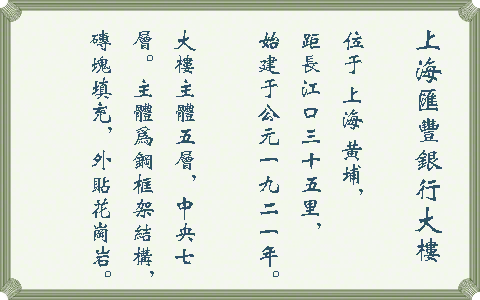 上海匯豐銀行大樓
位于上海黃埔，
距長江口三十五里，
始建于公元一九二一年。
大樓主體五層，中央七
層。主體爲鋼框架結構，
磚塊填充，外貼花崗岩。